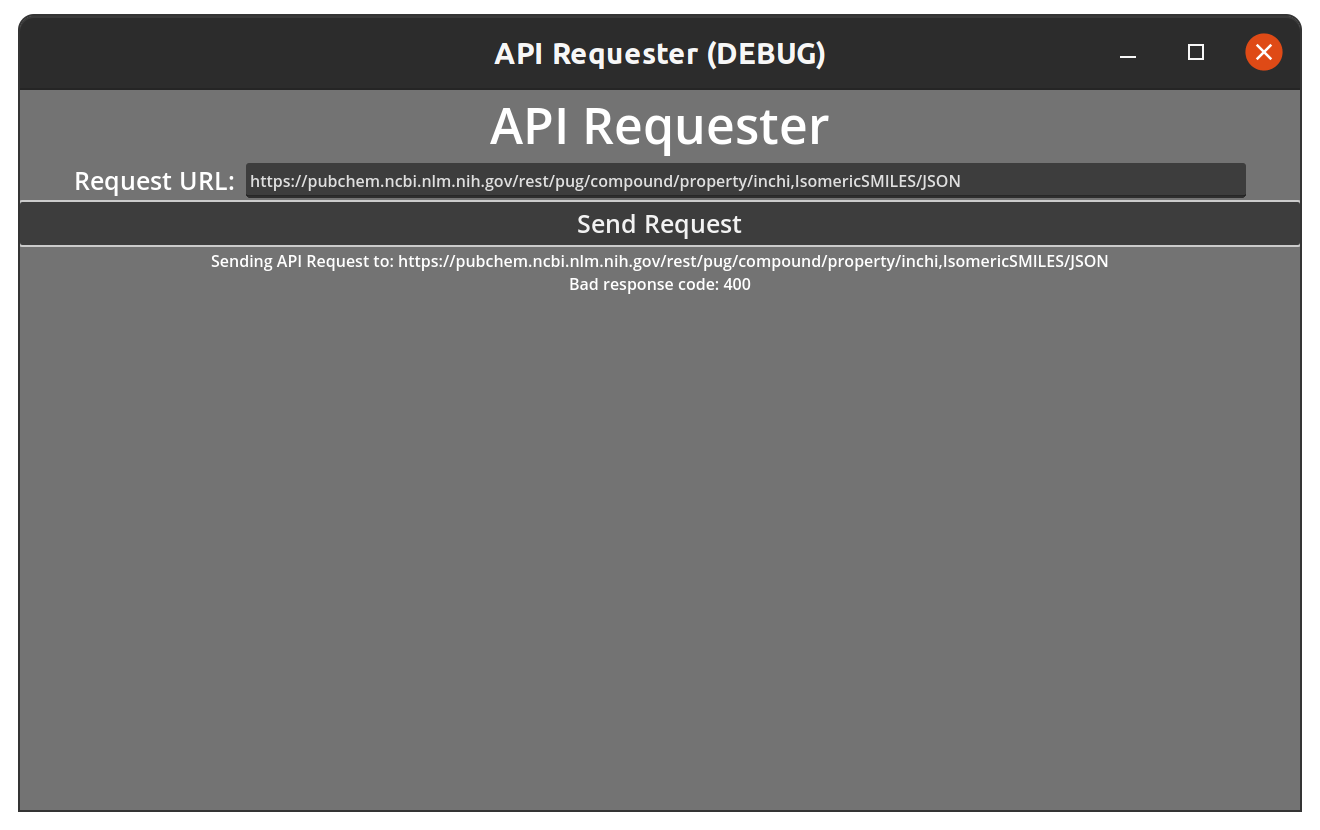 API Requester (DEBUG)
API Requester
Request URL: https://pubchem.ncbi.nlm.nih.gov/rest/pug/compound/property/inchi,IsomericSMILES/JSON
Send Request
Sending API Request to: https://pubchem.ncbi.nlm.nih.gov/rest/pug/compound/property/inchi,IsomericSMILES/JSON
Bad response code: 400